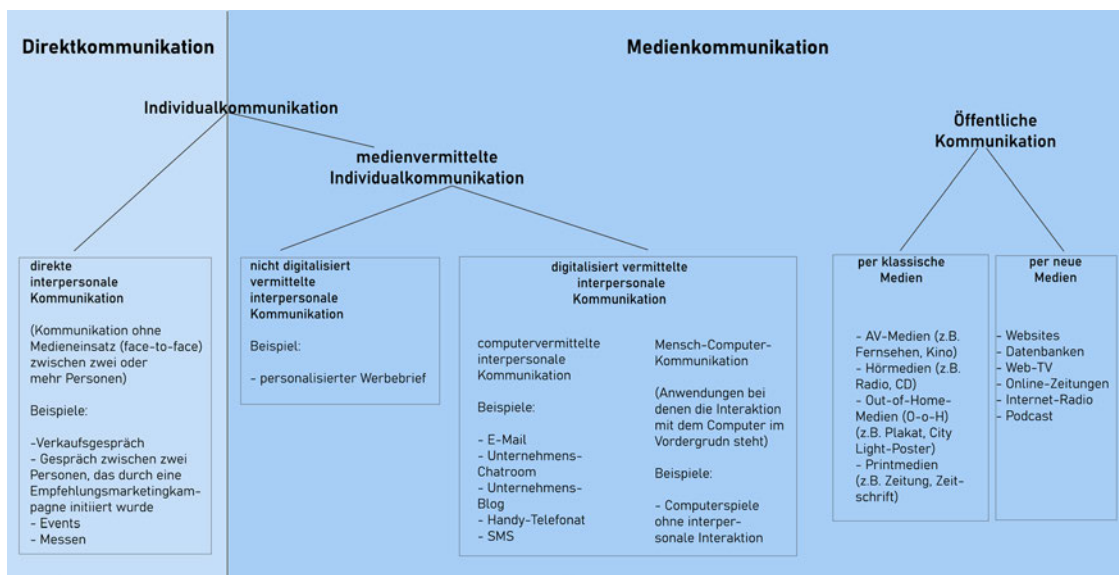 Direktkommunikation
Medienkommunikation
Individualkommunikation
medienvermittelte
Individualkommunikation
Öffentliche
Kommunikation
direkte
interpersonale
Kommunikation
(Kommunikation ohne
Medieneinsatz (face-to-face)
zwischen zwei oder
mehr Personen)
Beispiele:
-Verkaufsgespräch
- Gespräch zwischen zwei
Personen, das durch eine
Empfehlungsmarketingkam-
pagne initiiert wurde
- Events
- Messen
nicht digitalisiert
vermittelte
interpersonale
Kommunikation
Beispiel:
- personalisierter Werbebrief
digitalisiert vermittelte
interpersonale
Kommunikation
computervermittelte
interpersonale
Kommunikation
Beispiele:
- E-Mail
- Unternehmens-
Chatroom
- Unternehmens-
Blog
- Handy-Telefonat
- SMS
Mensch-Computer-
Kommunikation
(Anwendungen bei
denen die Interaktion
mit dem Computer im
Vordergrudn steht)
Beispiele:
- Computerspiele
ohne interper-
sonale Interaktion
per klassische
Medien
- AV-Medien (z.B.
Fernsehen, Kino)
- Hörmedien (z.B.
Radio, CD)
- Out-of-Home-
Medien (O-o-H)
(z.B. Plakat, City
Light-Poster)
- Printmedien
(z.B. Zeitung, Zeit-
schrift)
per neue
Medien
- Websites
- Datenbanken
- Web-TV
- Online-Zeitungen
- Internet-Radio
- Podcast